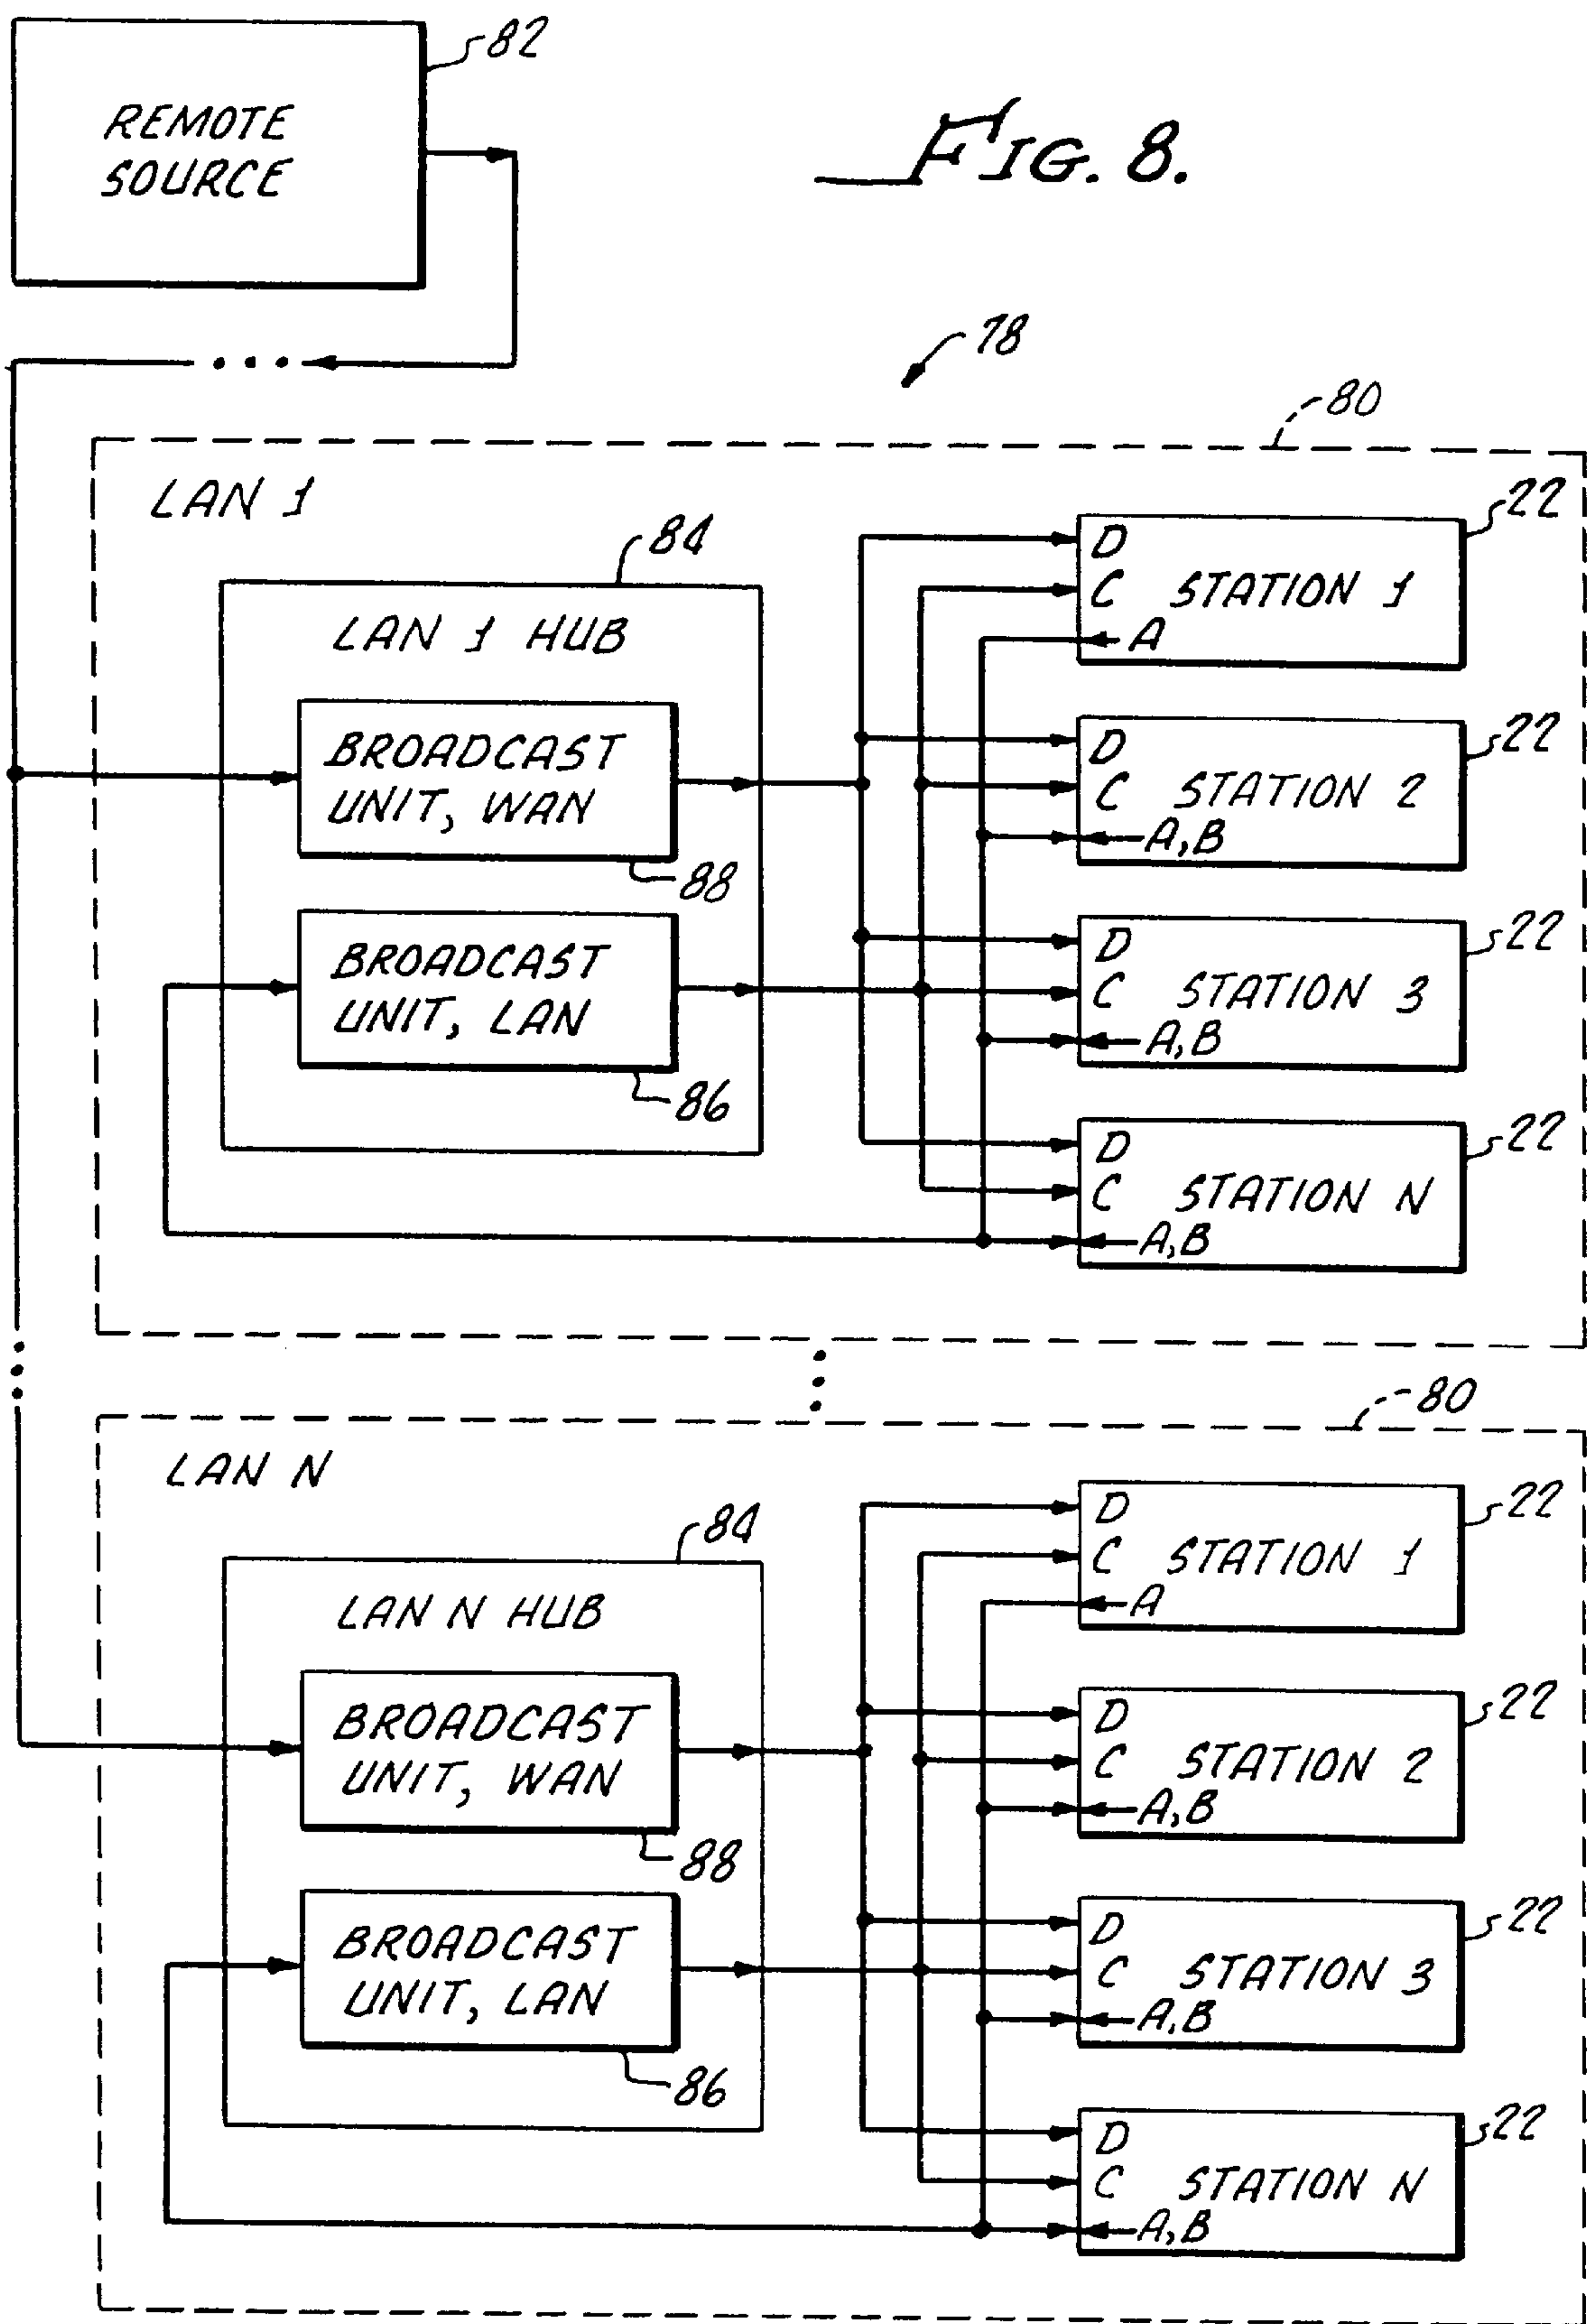 82
REMOTE
SOURCE
FIG. 8.
78
80
LAN 1
84
LAN 1 HUB
BROADCAST
UNIT, WAN
88
BROADCAST
UNIT, LAN
86
22
D
C STATION 1
A
22
D
C STATION 2
A,B
22
D
C STATION 3
A,B
22
D
C STATION N
A,B
80
LAN N
84
LAN N HUB
BROADCAST
UNIT, WAN
88
BROADCAST
UNIT, LAN
86
22
D
C STATION 1
A
22
D
C STATION 2
A,B
22
D
C STATION 3
A,B
22
D
C STATION N
A,B